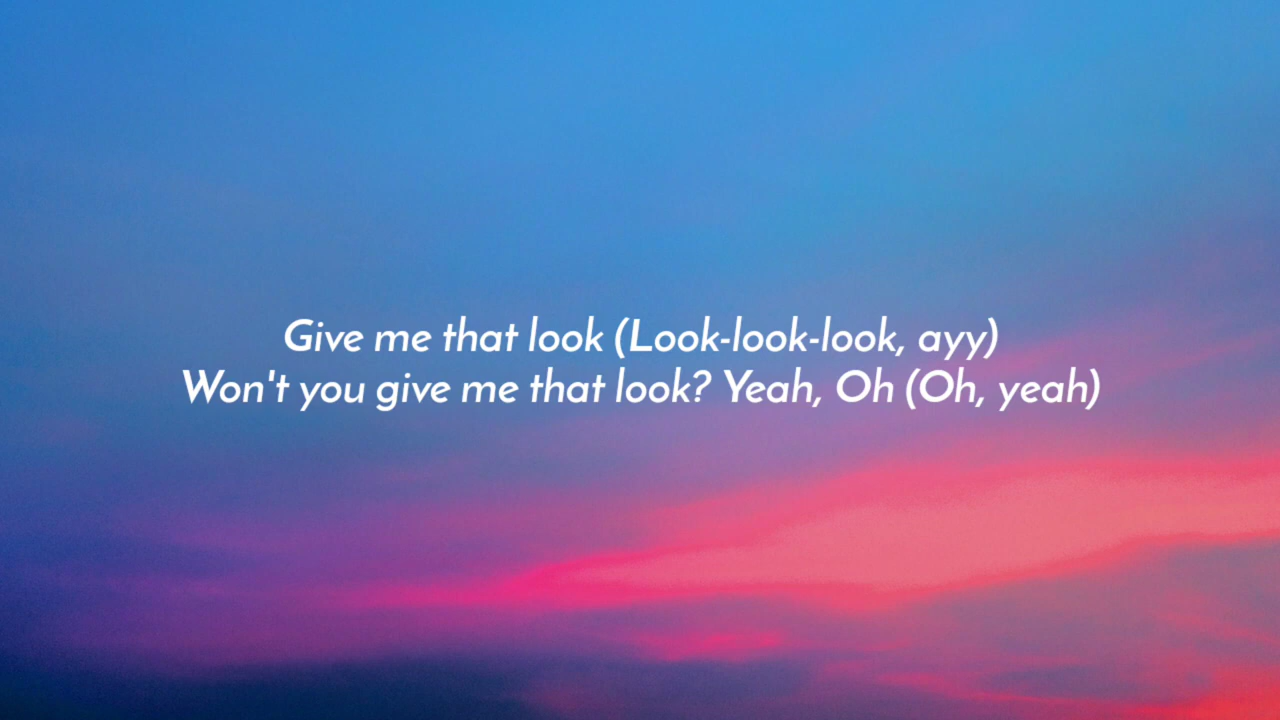 Give me that look (Look-look-look, ayy)
Won't you give me that look? Yeah, Oh (Oh, yeah)